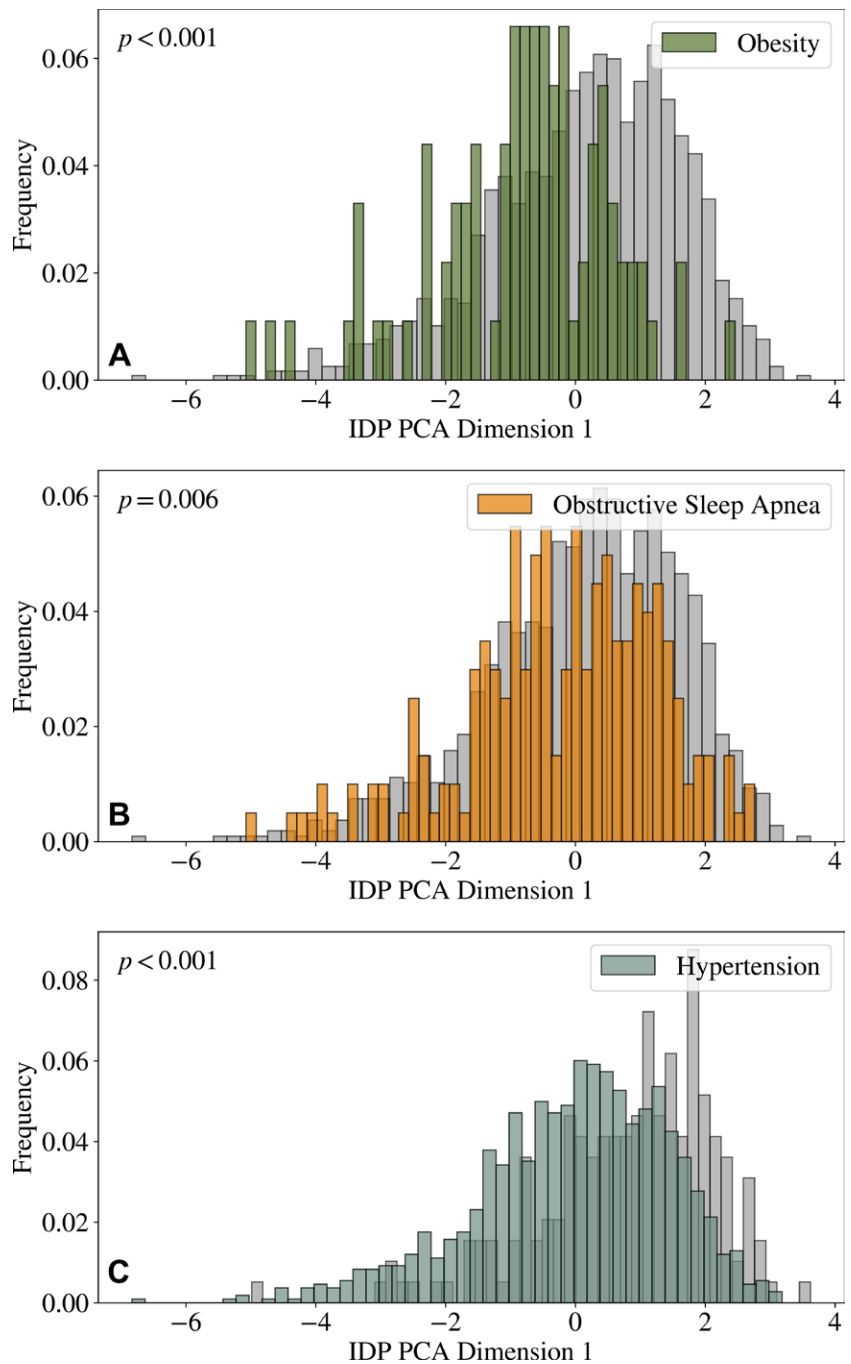 p < 0.001
Obesity
0.06
0.04
0.02
0.00
Frequency
A
−6 −4 −2 0 2 4
IDP PCA Dimension 1
p = 0.006
Obstructive Sleep Apnea
0.06
0.04
0.02
0.00
Frequency
B
−6 −4 −2 0 2 4
IDP PCA Dimension 1
p < 0.001
Hypertension
0.08
0.06
0.04
0.02
0.00
Frequency
C
−6 −4 −2 0 2 4
IDP PCA Dimension 1